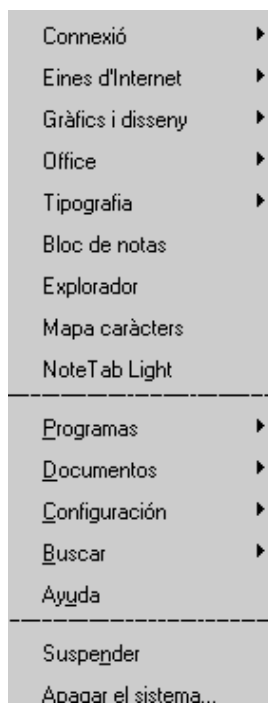 Connexió
Eines d'Internet
Gràfics i disseny
Office
Tipografia
Bloc de notas
Explorador
Mapa caràcters
NoteTab Light
Programas
Documentos
Configuración
Buscar
Ayuda
Suspender
Apagar el sistema...